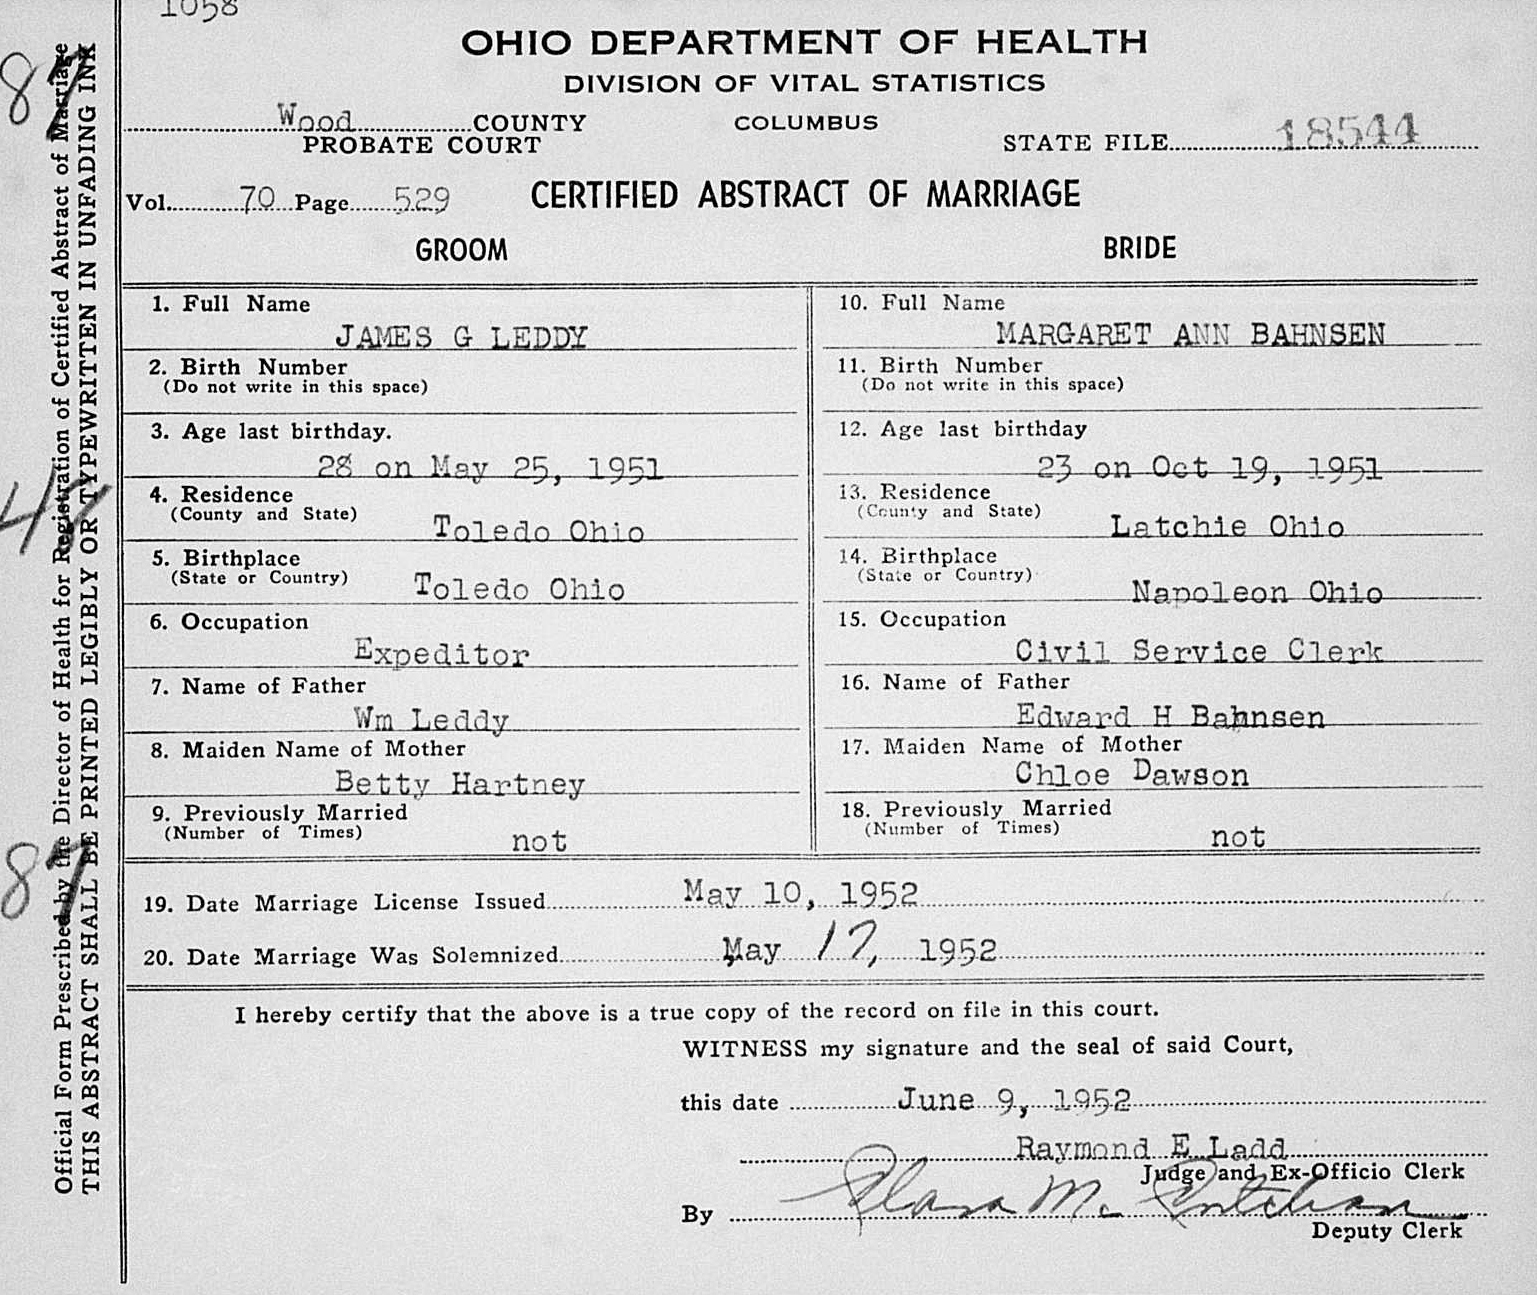 1058
OHIO DEPARTMENT OF HEALTH
DIVISION OF VITAL STATISTICS
Wood COUNTY
PROBATE COURT
COLUMBUS
STATE FILE 18544
Vol. 70 Page 529
CERTIFIED ABSTRACT OF MARRIAGE
GROOM
1. Full Name
JAMES G LEDDY
2. Birth Number
(Do not write in this space)
3. Age last birthday.
28 on May 25, 1951
4. Residence
(County and State) Toledo Ohio
5. Birthplace
(State or Country) Toledo Ohio
6. Occupation
Expeditor
7. Name of Father
Wm Leddy
8. Maiden Name of Mother
Betty Hartney
9. Previously Married
(Number of Times) not
BRIDE
10. Full Name
MARGARET ANN BAHNSEN
11. Birth Number
(Do not write in this space)
12. Age last birthday
23 on Oct 19, 1951
13. Residence
(County and State) Latchie Ohio
14. Birthplace
(State or Country) Napoleon Ohio
15. Occupation
Civil Service Clerk
16. Name of Father
Edward H Bahnsen
17. Maiden Name of Mother
Chloe Dawson
18. Previously Married
(Number of Times) not
19. Date Marriage License Issued May 10, 1952
20. Date Marriage Was Solemnized May 17, 1952
I hereby certify that the above is a true copy of the record on file in this court.
WITNESS my signature and the seal of said Court,
this date June 9, 1952
Raymond E Ladd
Judge and Ex-Officio Clerk
By Clara Mc
Deputy Clerk
Official Form Prescribed by the Director of Health for Registration of Certified Abstract of Marriage
THIS ABSTRACT SHALL BE PRINTED LEGIBLY OR TYPEWRITTEN IN UNFADING INK
87
87